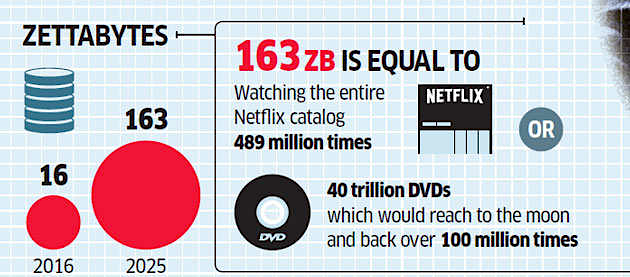 ZETTABYTES
163
16
2016 2025
163 ZB IS EQUAL TO
Watching the entire
Netflix catalog
489 million times
NETFLIX
OR
DVD
40 trillion DVDs
which would reach to the moon
and back over 100 million times